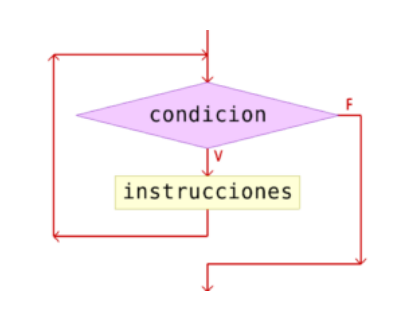 condicion
F
V
instrucciones